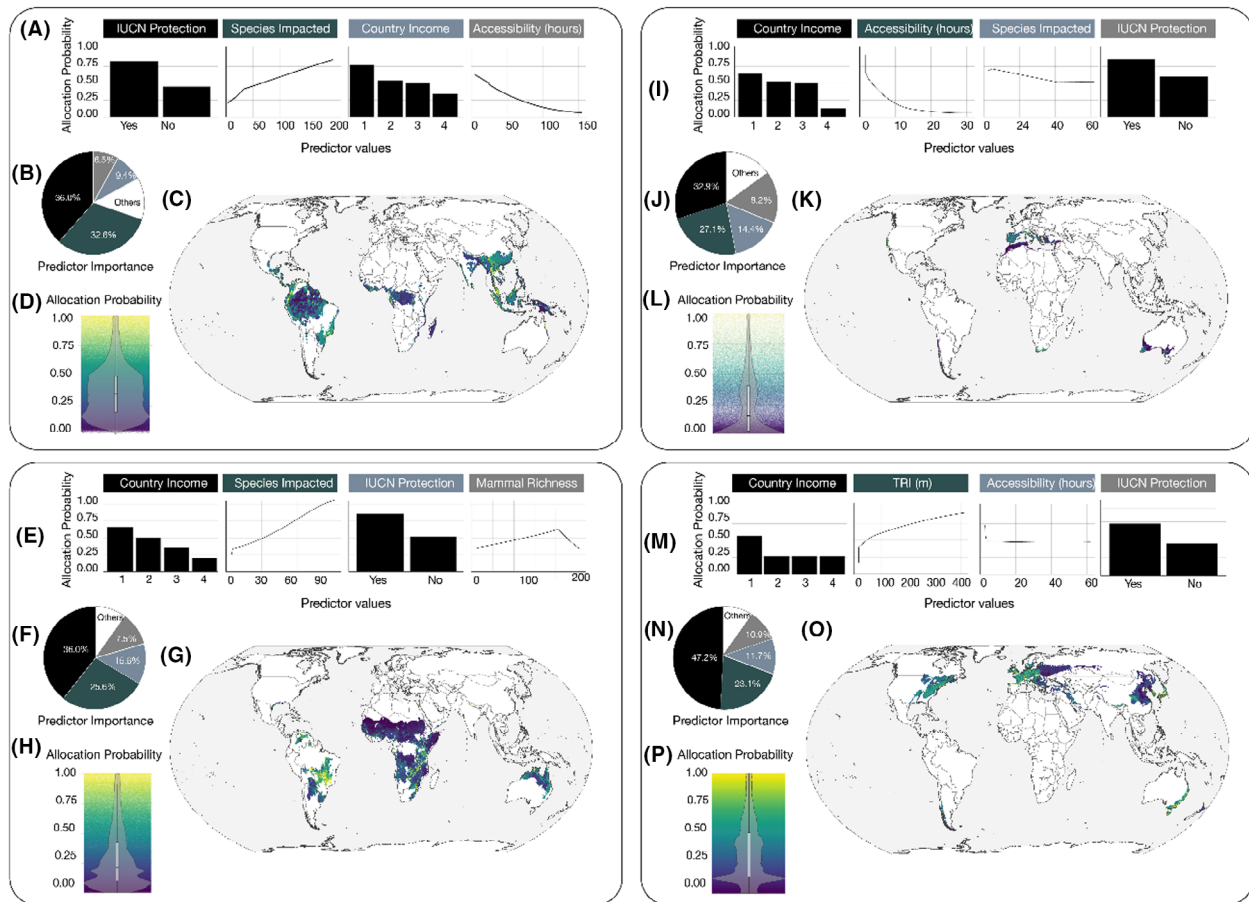 (A)
IUCN Protection Species Impacted Country Income Accessibility (hours)
Allocation Probability
1.00
0.75
0.50
0.25
0.00
Yes No
0 50 100 150 200
1 2 3 4
0 50 100 150
Predictor values
(B)
6.5%
9.4%
36.0%
Others
32.6%
Predictor Importance
(C)
(D)
Allocation Probability
1.00
0.75
0.50
0.25
0.00
(I)
Country Income Accessibility (hours) Species Impacted IUCN Protection
Allocation Probability
1.00
0.75
0.50
0.25
0.00
1 2 3 4
0 10 20 30
0 24 40 60
Yes No
Predictor values
(J)
Others
32.9%
8.2%
27.1%
14.4%
Predictor Importance
(K)
(L)
Allocation Probability
1.00
0.75
0.50
0.25
0.00
(E)
Country Income Species Impacted IUCN Protection Mammal Richness
Allocation Probability
1.00
0.75
0.50
0.25
0.00
1 2 3 4
0 30 60 90
Yes No
0 50 100 200
Predictor values
(F)
Others
7.5%
36.0%
16.6%
25.6%
Predictor Importance
(G)
(H)
Allocation Probability
1.00
0.75
0.50
0.25
0.00
(M)
Country Income TRI (m) Accessibility (hours) IUCN Protection
Allocation Probability
1.00
0.75
0.50
0.25
0.00
1 2 3 4
0 100 200 300 400
0 20 40 60
Yes No
Predictor values
(N)
Others
10.9%
47.2%
11.7%
23.1%
Predictor Importance
(O)
(P)
Allocation Probability
1.00
0.75
0.50
0.25
0.00